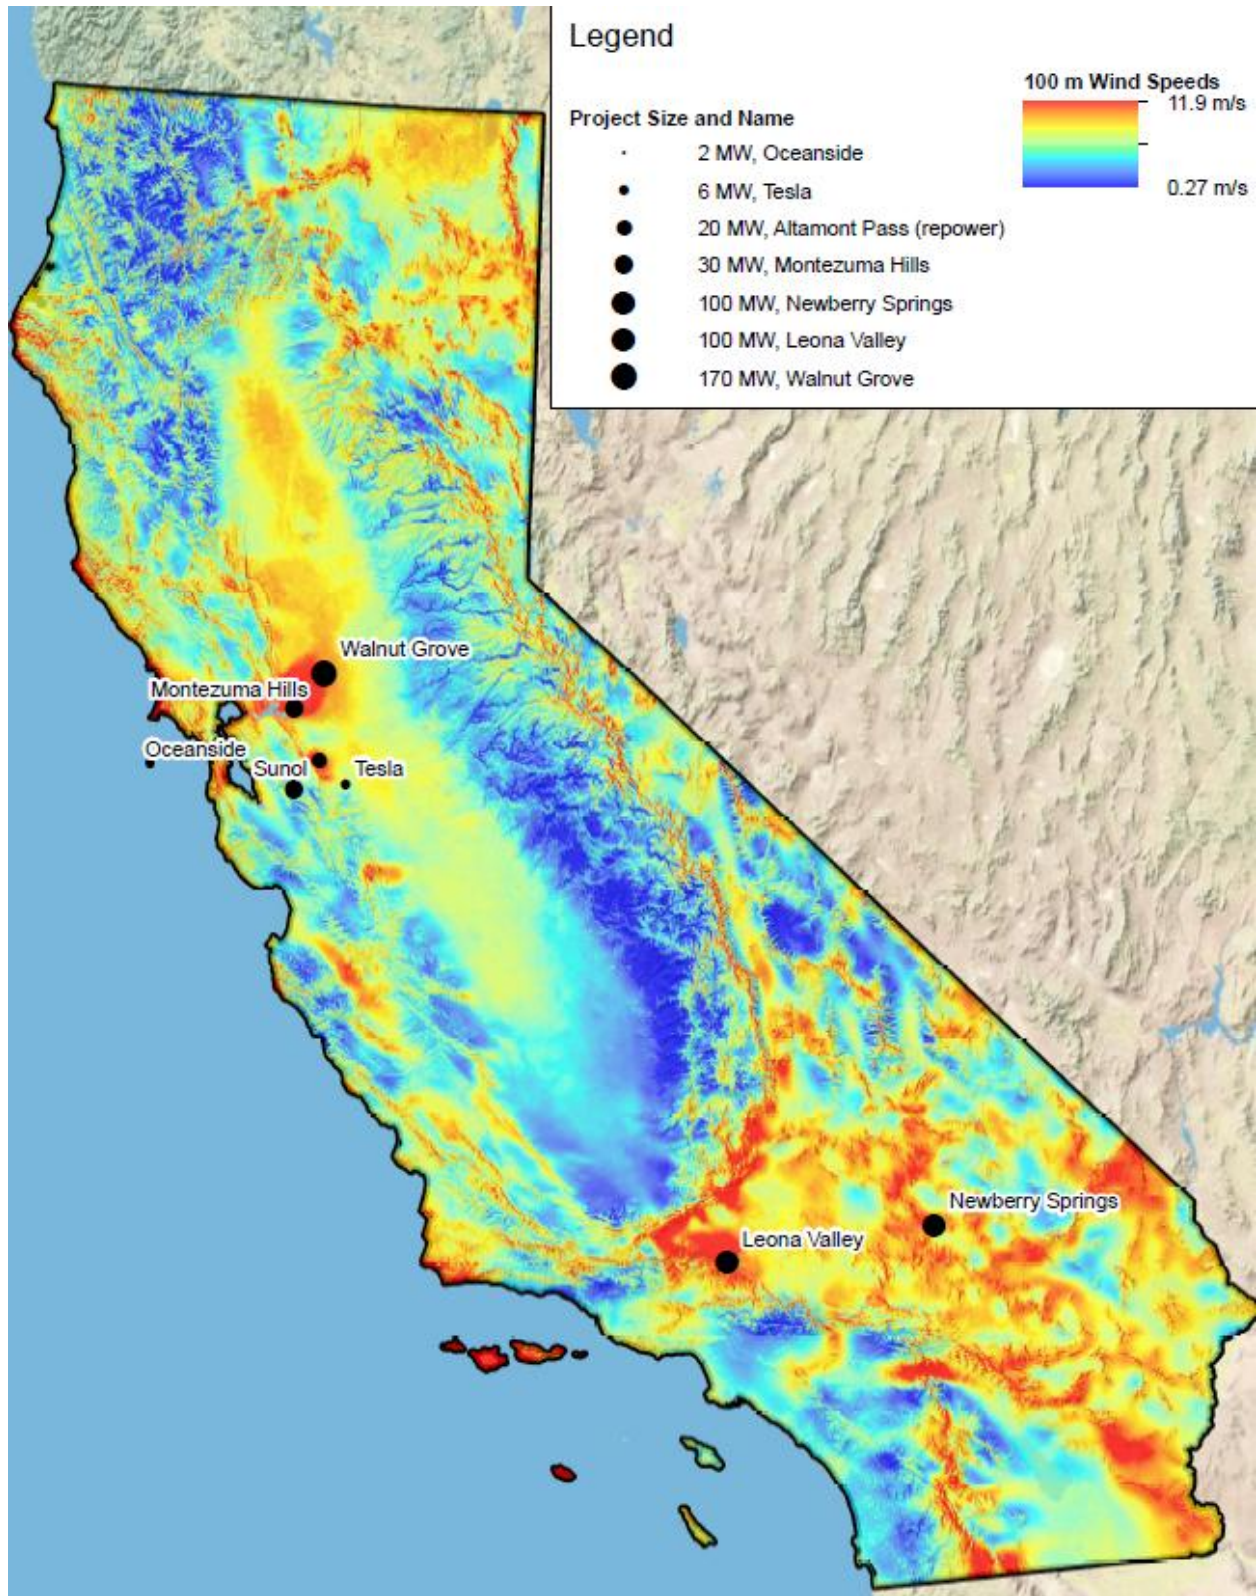 Legend
100 m Wind Speeds
11.9 m/s
0.27 m/s
Project Size and Name
2 MW, Oceanside
6 MW, Tesla
20 MW, Altamont Pass (repower)
30 MW, Montezuma Hills
100 MW, Newberry Springs
100 MW, Leona Valley
170 MW, Walnut Grove
Walnut Grove
Montezuma Hills
Oceanside
Sunol
Tesla
Newberry Springs
Leona Valley